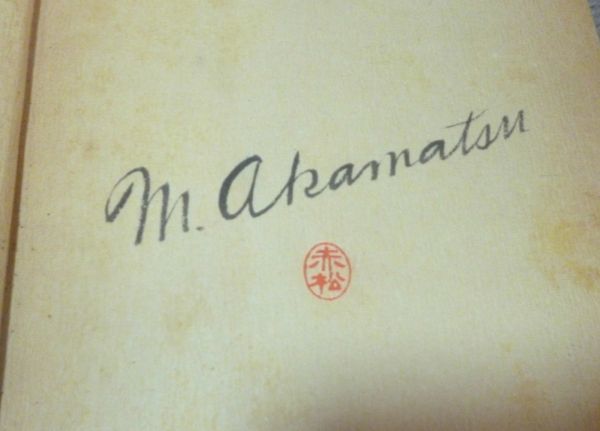 M. Akamatsu
赤松